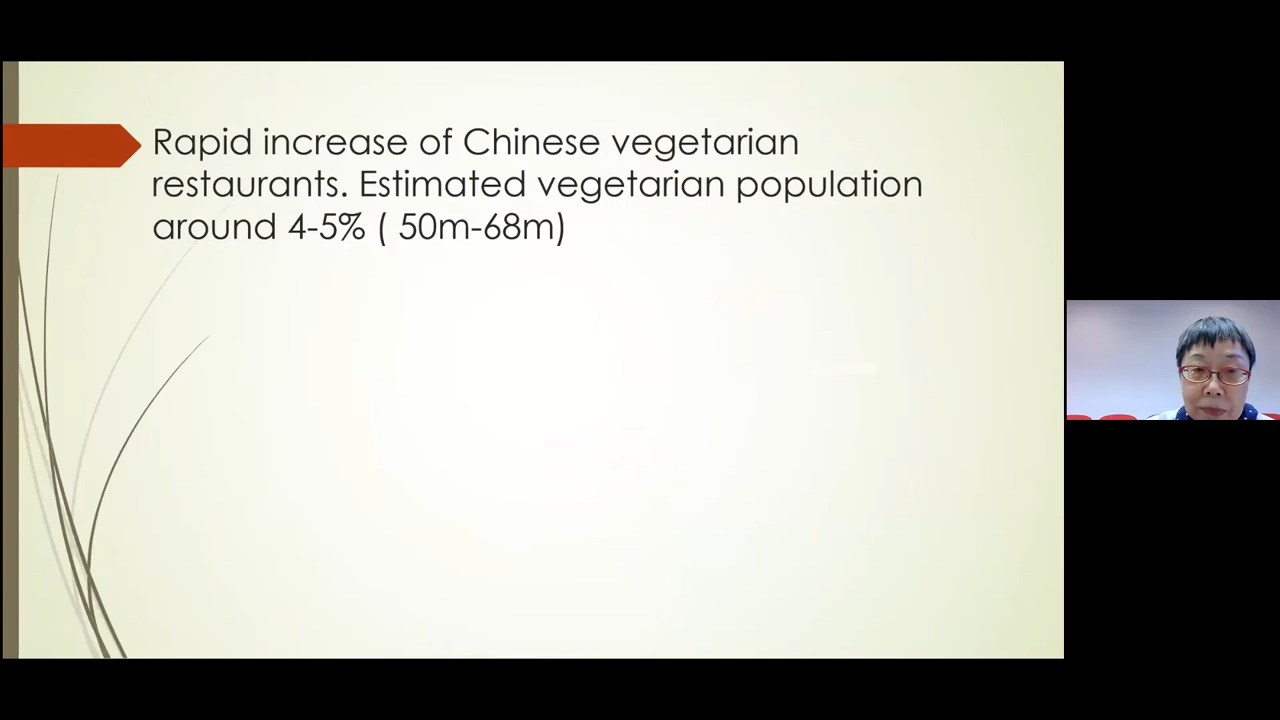 Rapid increase of Chinese vegetarian
restaurants. Estimated vegetarian population
around 4-5% ( 50m-68m)